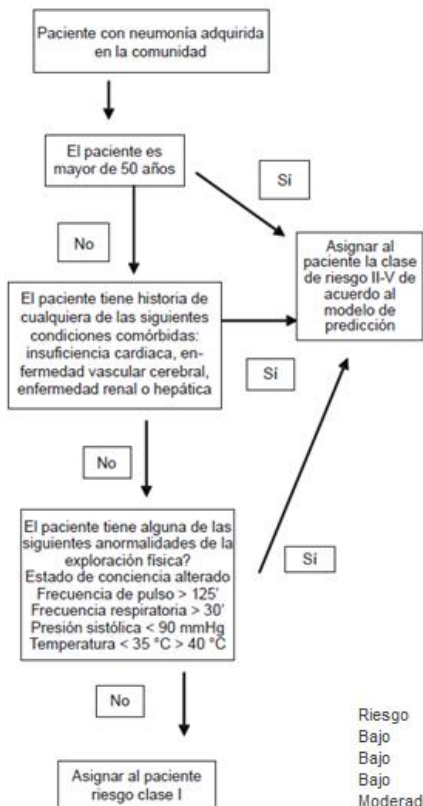 Paciente con neumonía adquirida
en la comunidad
El paciente es
mayor de 50 años
Sí
No
Asignar al
paciente la clase
de riesgo II-V de
acuerdo al
modelo de
predicción
El paciente tiene historia de
cualquiera de las siguientes
condiciones comórbidas:
insuficiencia cardiaca, en-
fermedad vascular cerebral,
enfermedad renal o hepática
Sí
No
El paciente tiene alguna de las
siguientes anormalidades de la
exploración física?
Estado de conciencia alterado
Frecuencia de pulso > 125'
Frecuencia respiratoria > 30'
Presión sistólica < 90 mmHg
Temperatura < 35 °C > 40 °C
Sí
No
Asignar al paciente
riesgo clase I
Riesgo
Bajo
Bajo
Bajo